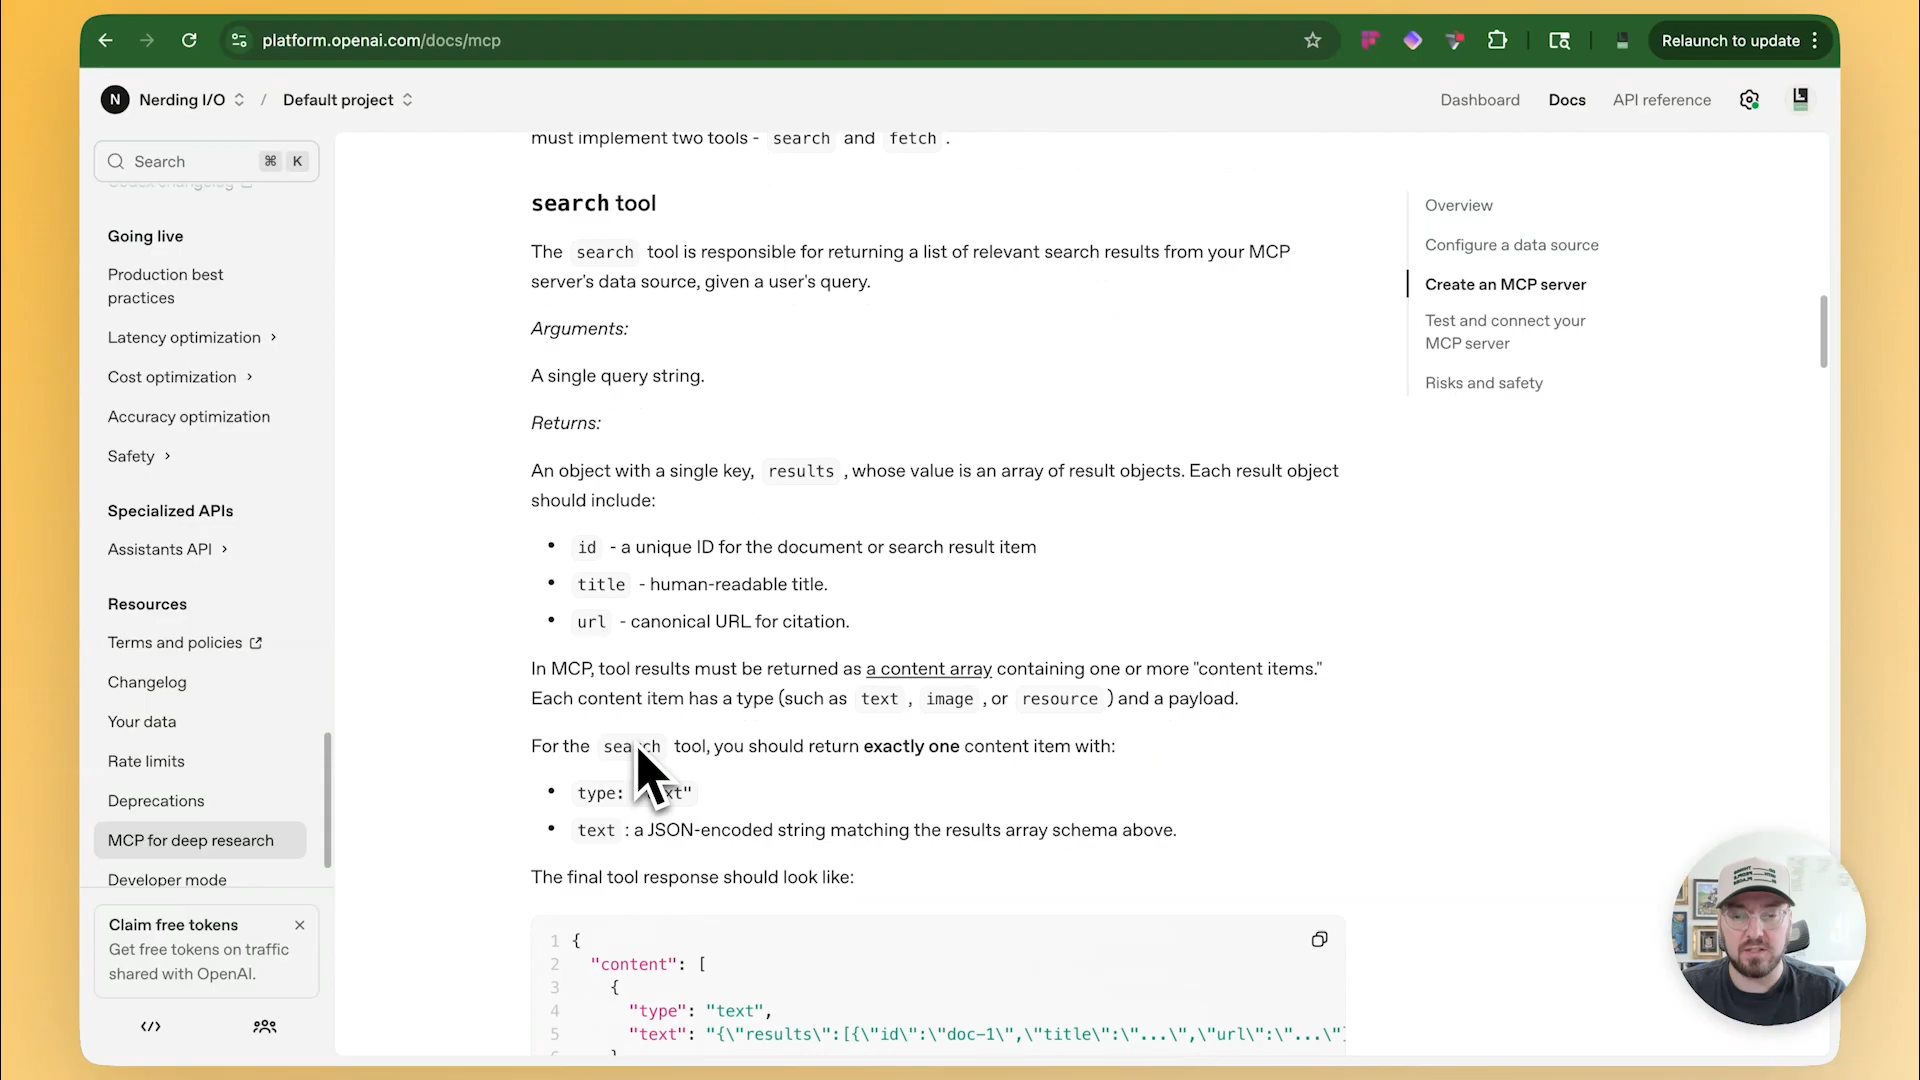 platform.openai.com/docs/mcp
Relaunch to update
N Nerding I/O / Default project
Dashboard Docs API reference
Search ⌘ K
Codex changelog
Going live
Production best
practices
Latency optimization
Cost optimization
Accuracy optimization
Safety
Specialized APIs
Assistants API
Resources
Terms and policies
Changelog
Your data
Rate limits
Deprecations
MCP for deep research
Developer mode
Claim free tokens
Get free tokens on traffic
shared with OpenAI.
must implement two tools - search and fetch .
search tool
The search tool is responsible for returning a list of relevant search results from your MCP
server's data source, given a user's query.
Arguments:
A single query string.
Returns:
An object with a single key, results , whose value is an array of result objects. Each result object
should include:
• id - a unique ID for the document or search result item
• title - human-readable title.
• url - canonical URL for citation.
In MCP, tool results must be returned as a content array containing one or more "content items."
Each content item has a type (such as text , image , or resource ) and a payload.
For the search tool, you should return exactly one content item with:
• type:
• text : a JSON-encoded string matching the results array schema above.
The final tool response should look like:
1 {
2 "content": [
3 {
4 "type": "text",
5 "text": "{\"results\":[{\"id\":\"doc-1\",\"title\":\"...\",\"url\":\"...\"
Overview
Configure a data source
Create an MCP server
Test and connect your
MCP server
Risks and safety